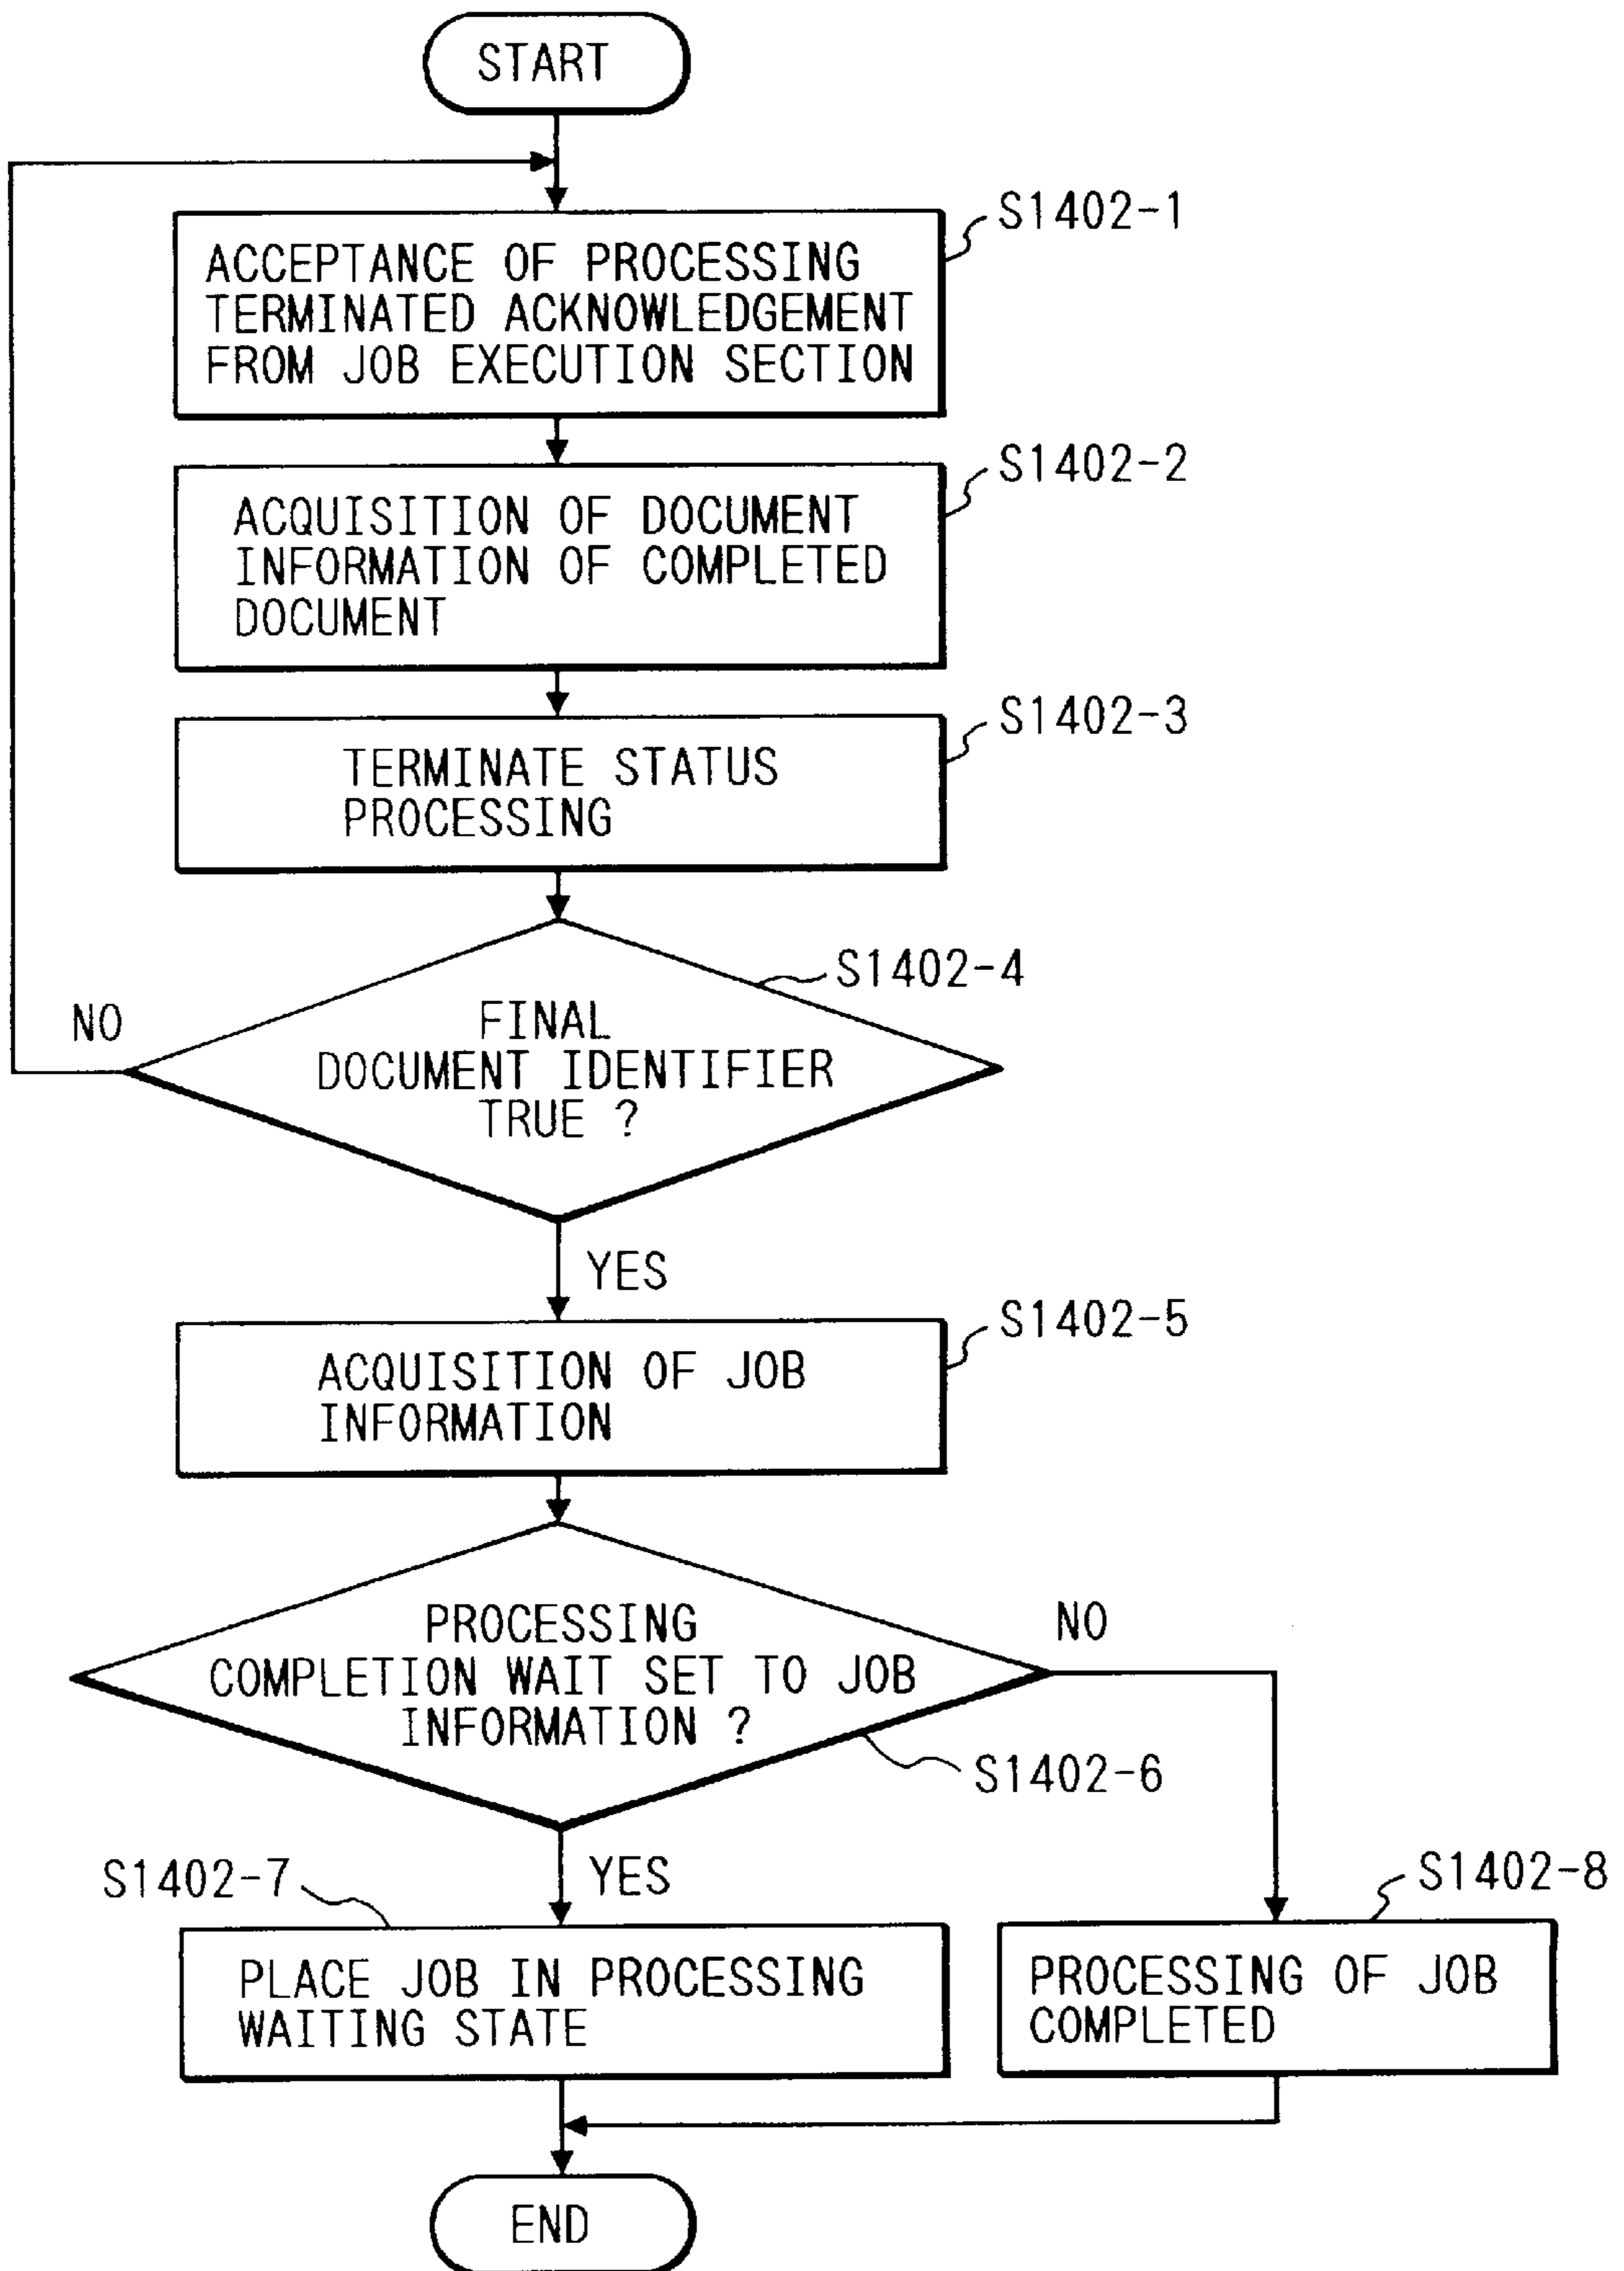 START
S1402-1
ACCEPTANCE OF PROCESSING
TERMINATED ACKNOWLEDGEMENT
FROM JOB EXECUTION SECTION
S1402-2
ACQUISITION OF DOCUMENT
INFORMATION OF COMPLETED
DOCUMENT
S1402-3
TERMINATE STATUS
PROCESSING
S1402-4
NO
FINAL
DOCUMENT IDENTIFIER
TRUE ?
YES
S1402-5
ACQUISITION OF JOB
INFORMATION
PROCESSING
COMPLETION WAIT SET TO JOB
INFORMATION ?
NO
S1402-6
YES
S1402-7
PLACE JOB IN PROCESSING
WAITING STATE
S1402-8
PROCESSING OF JOB
COMPLETED
END